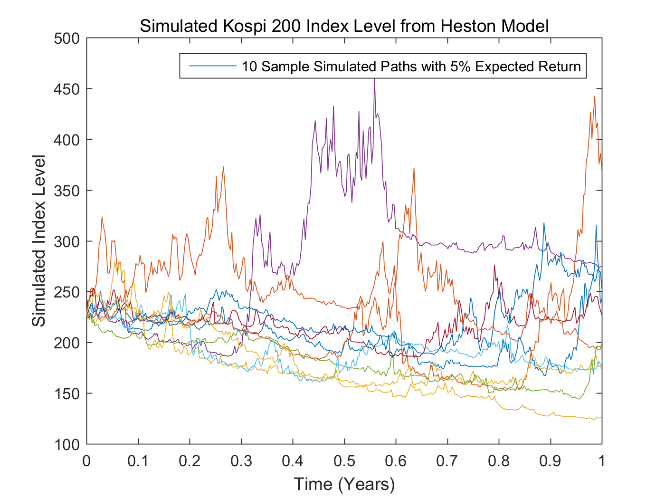 Simulated Kospi 200 Index Level from Heston Model
500
10 Sample Simulated Paths with 5% Expected Return
450
400
350
300
250
200
150
100
Simulated Index Level
0 0.1 0.2 0.3 0.4 0.5 0.6 0.7 0.8 0.9 1
Time (Years)